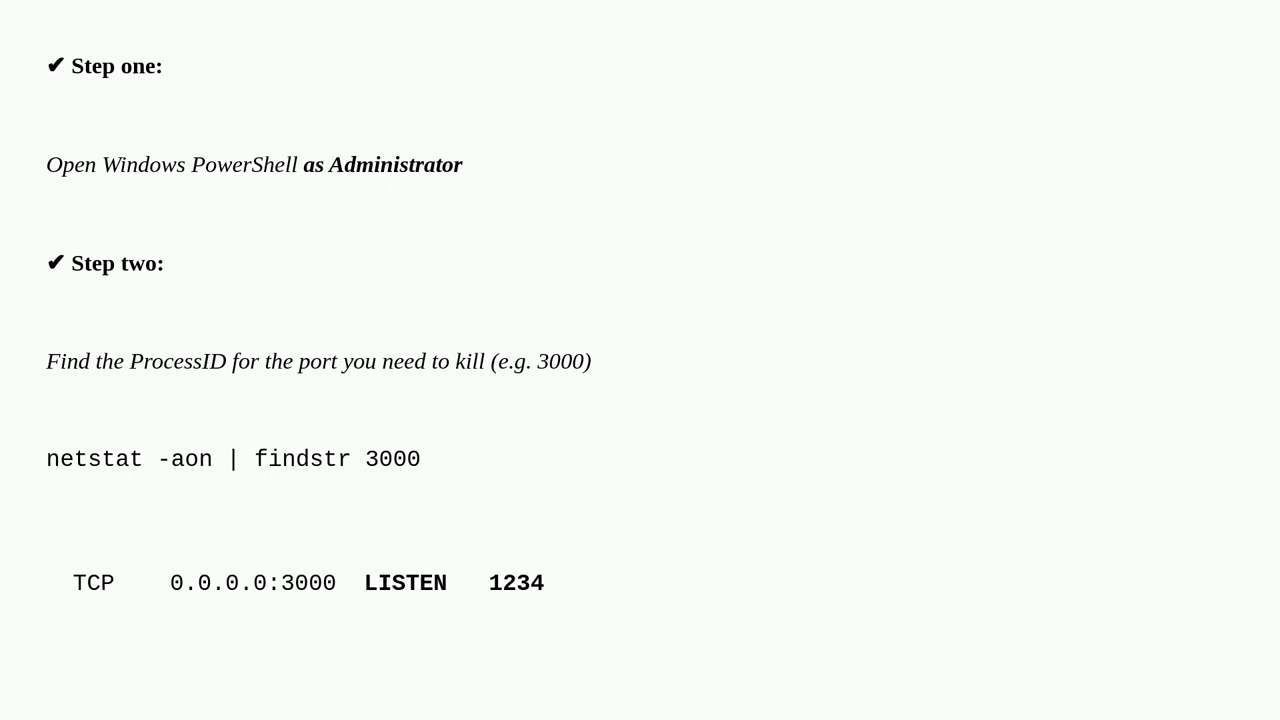 ✔ Step one:
Open Windows PowerShell as Administrator
✔ Step two:
Find the ProcessID for the port you need to kill (e.g. 3000)
netstat -aon | findstr 3000
TCP    0.0.0.0:3000  LISTEN   1234